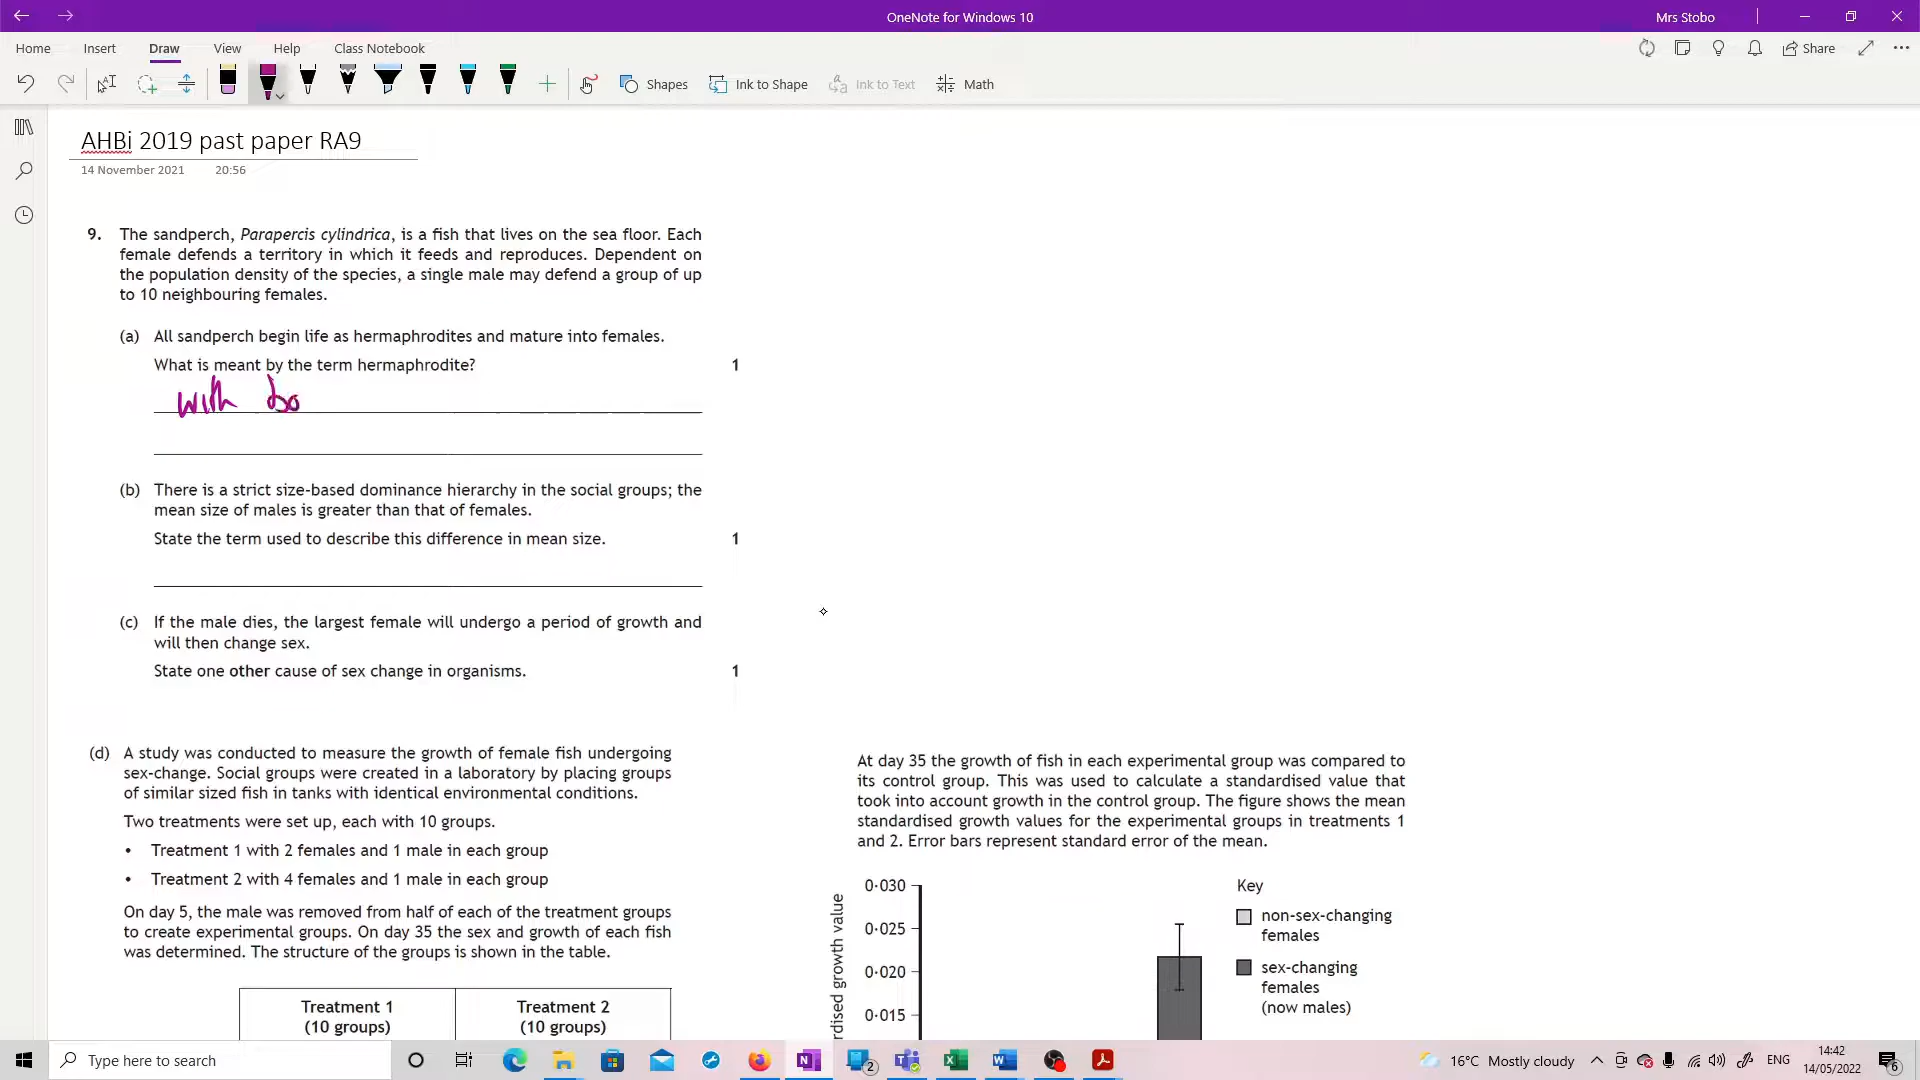 OneNote for Windows 10
Mrs Stobo
Home Insert Draw View Help Class Notebook
Share
Shapes Ink to Shape Ink to Text Math
AHBi 2019 past paper RA9
14 November 2021 20:56
9. The sandperch, Parapercis cylindrica, is a fish that lives on the sea floor. Each
female defends a territory in which it feeds and reproduces. Dependent on
the population density of the species, a single male may defend a group of up
to 10 neighbouring females.
(a) All sandperch begin life as hermaphrodites and mature into females.
What is meant by the term hermaphrodite? 1
with bo
(b) There is a strict size-based dominance hierarchy in the social groups; the
mean size of males is greater than that of females.
State the term used to describe this difference in mean size. 1
(c) If the male dies, the largest female will undergo a period of growth and
will then change sex.
State one other cause of sex change in organisms. 1
(d) A study was conducted to measure the growth of female fish undergoing
sex-change. Social groups were created in a laboratory by placing groups
of similar sized fish in tanks with identical environmental conditions.
Two treatments were set up, each with 10 groups.
• Treatment 1 with 2 females and 1 male in each group
• Treatment 2 with 4 females and 1 male in each group
On day 5, the male was removed from half of each of the treatment groups
to create experimental groups. On day 35 the sex and growth of each fish
was determined. The structure of the groups is shown in the table.
Treatment 1 Treatment 2
(10 groups) (10 groups)
At day 35 the growth of fish in each experimental group was compared to
its control group. This was used to calculate a standardised value that
took into account growth in the control group. The figure shows the mean
standardised growth values for the experimental groups in treatments 1
and 2. Error bars represent standard error of the mean.
0·030
0·025
0·020
0·015
rdised growth value
Key
non-sex-changing
females
sex-changing
females
(now males)
Type here to search
2
16°C Mostly cloudy
ENG
14:42
14/05/2022
6